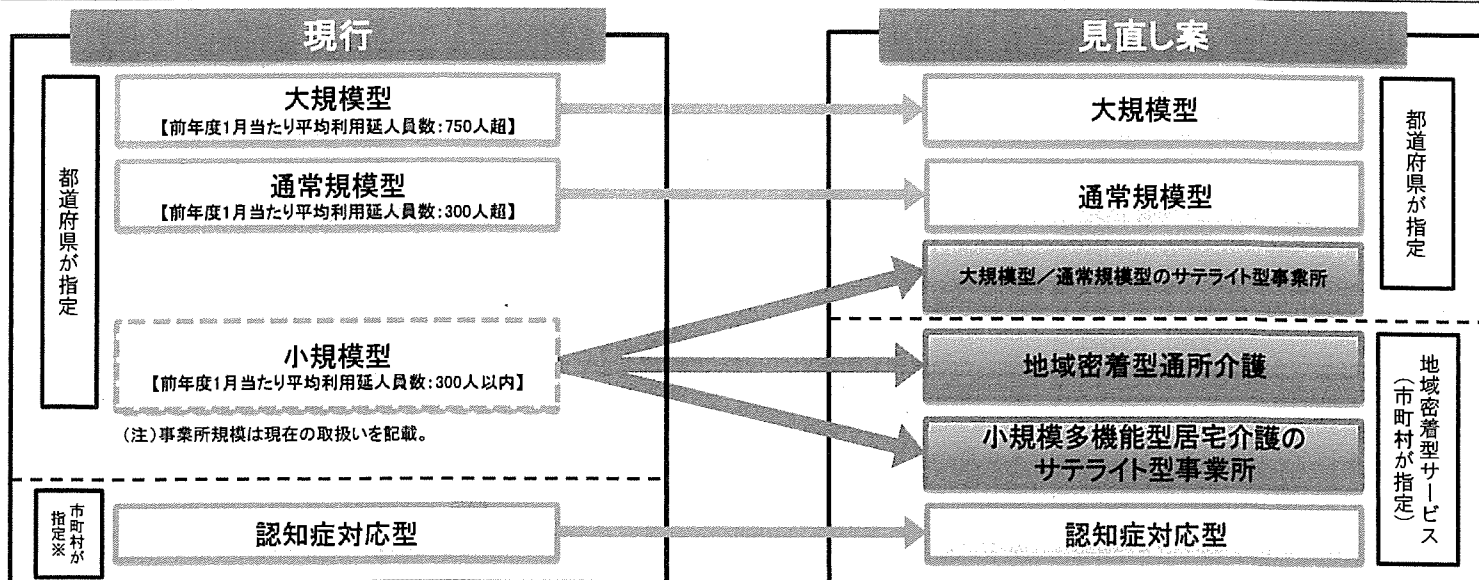 現行
都道府県が指定
大規模型
【前年度1月当たり平均利用延人員数:750人超】
通常規模型
【前年度1月当たり平均利用延人員数:300人超】
小規模型
【前年度1月当たり平均利用延人員数:300人以内】
(注)事業所規模は現在の取扱いを記載。
市町村が
指定※
認知症対応型
見直し案
大規模型
通常規模型
大規模型/通常規模型のサテライト型事業所
都道府県が指定
地域密着型通所介護
小規模多機能型居宅介護の
サテライト型事業所
認知症対応型
地域密着型サービス
(市町村が指定)